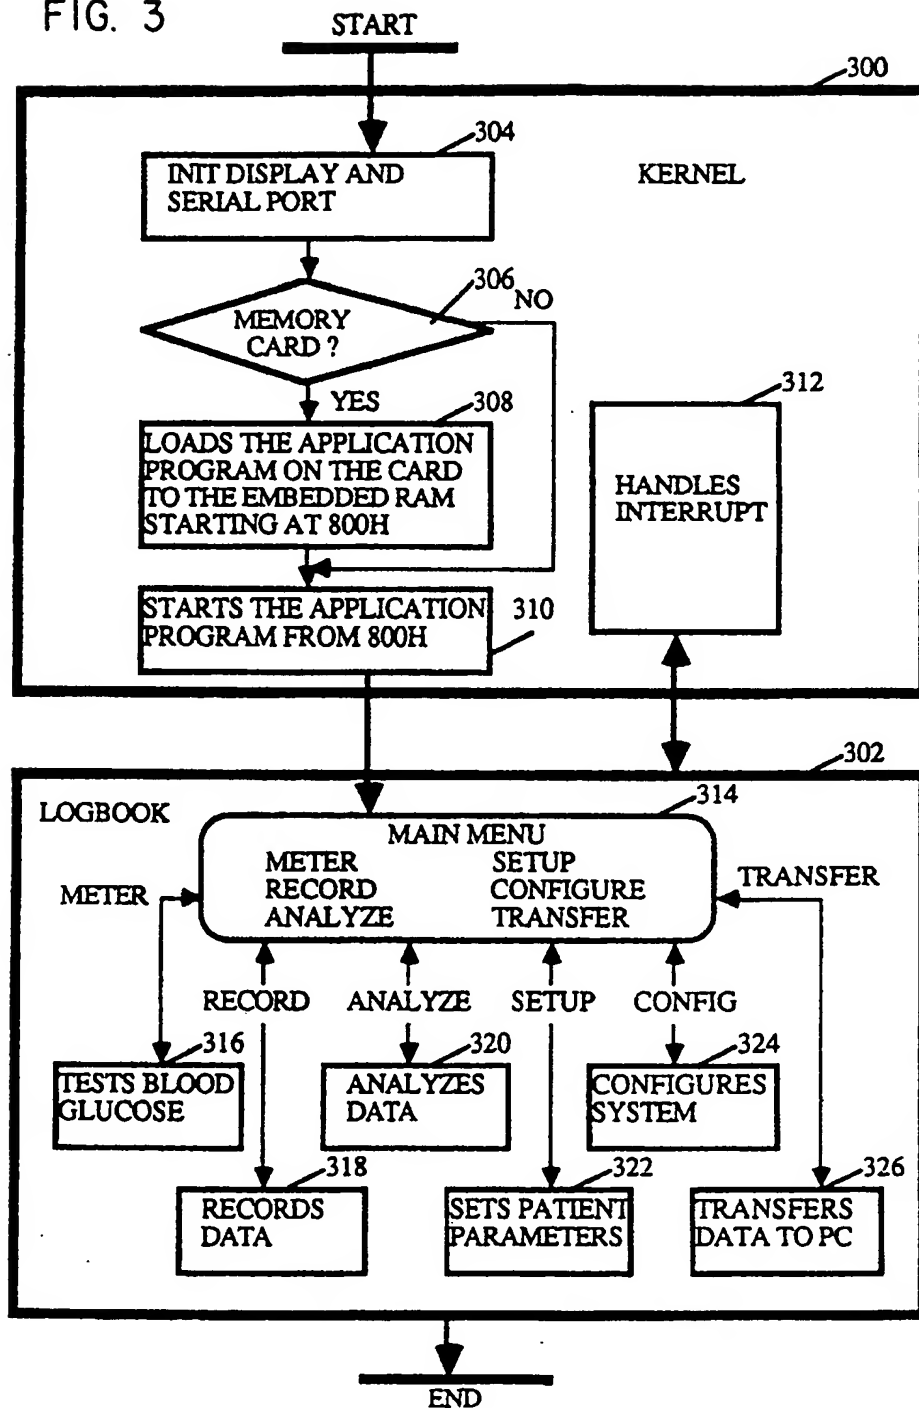 FIG. 3
START
300
304
INIT DISPLAY AND
SERIAL PORT
KERNEL
306
NO
MEMORY
CARD ?
YES
308
LOADS THE APPLICATION
PROGRAM ON THE CARD
TO THE EMBEDDED RAM
STARTING AT 800H
312
HANDLES
INTERRUPT
STARTS THE APPLICATION
PROGRAM FROM 800H
310
302
LOGBOOK
314
MAIN MENU
METER SETUP
RECORD CONFIGURE
ANALYZE TRANSFER
METER
TRANSFER
RECORD
ANALYZE
SETUP
CONFIG
316
TESTS BLOOD
GLUCOSE
320
ANALYZES
DATA
324
CONFIGURES
SYSTEM
318
RECORDS
DATA
322
SETS PATIENT
PARAMETERS
326
TRANSFERS
DATA TO PC
END